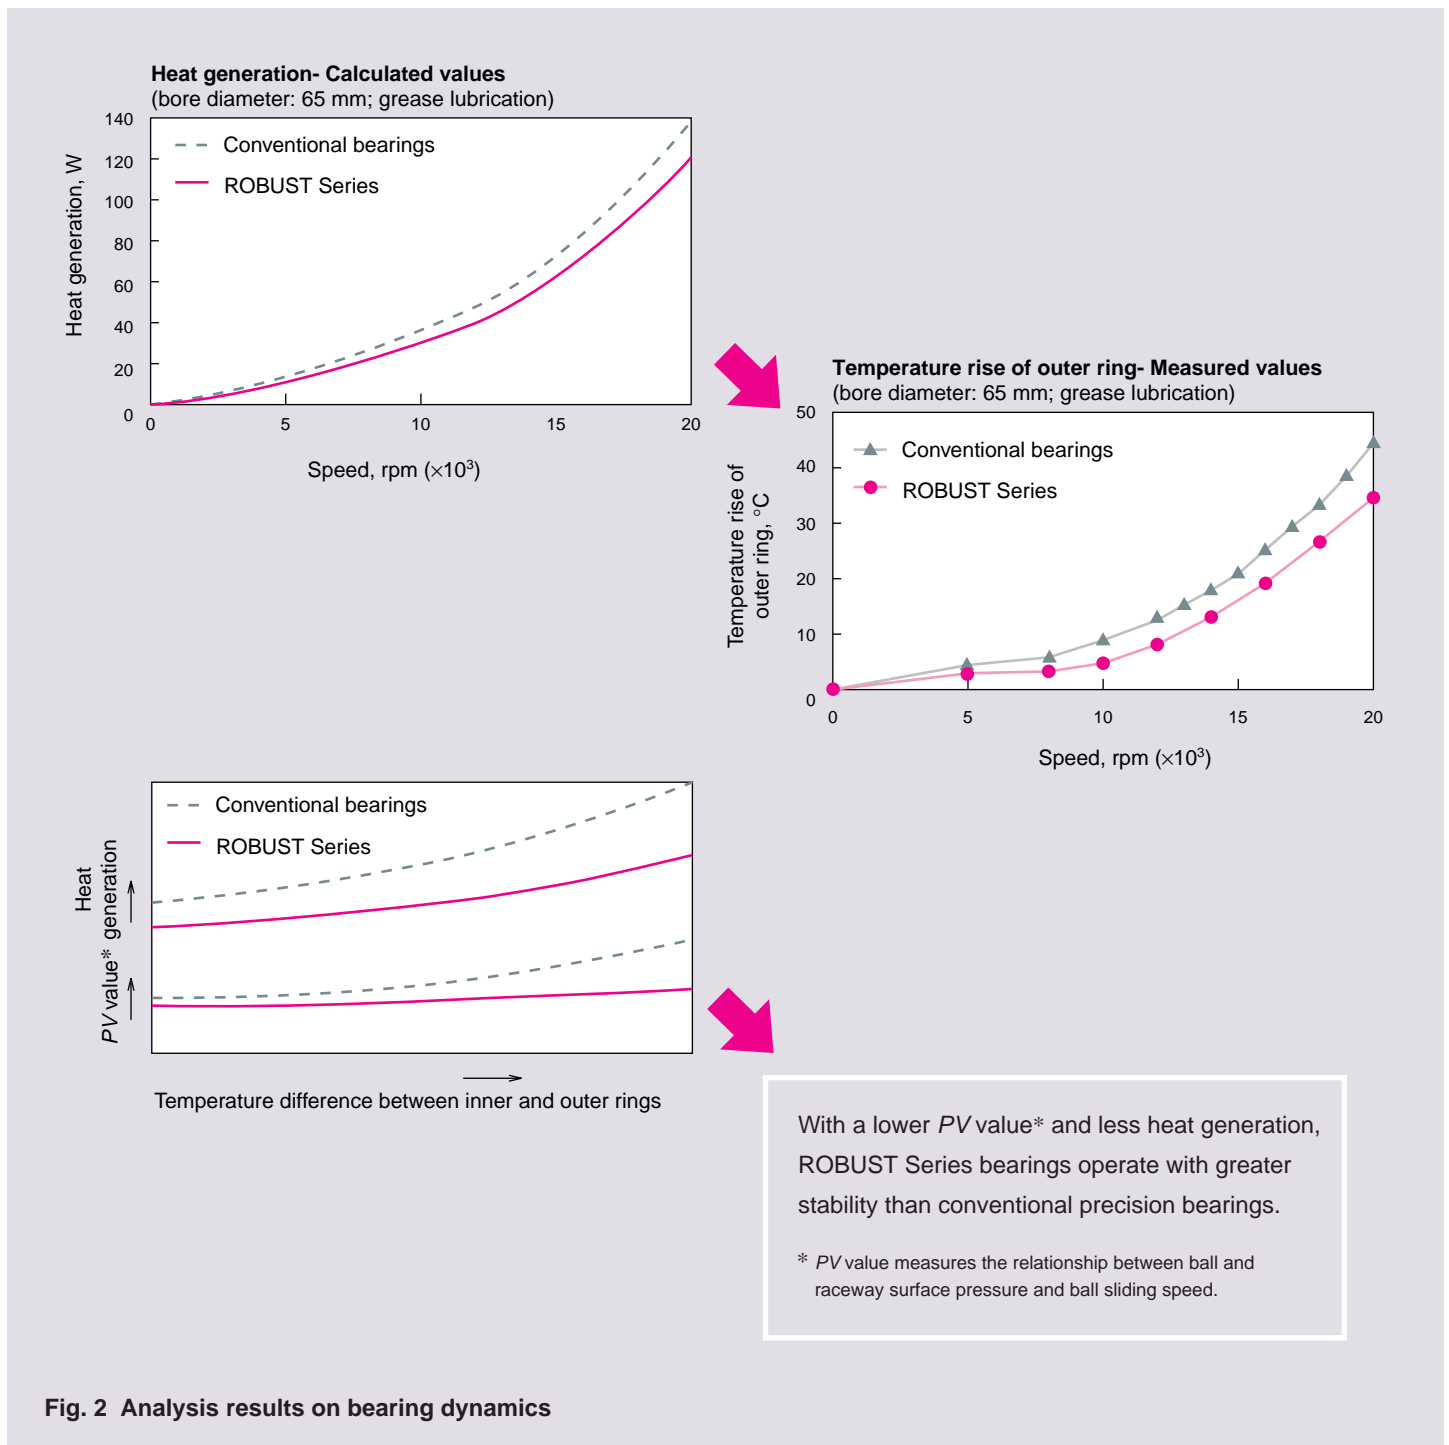 Heat generation- Calculated values
(bore diameter: 65 mm; grease lubrication)
140
120
100
80
60
40
20
0
Heat generation, W
Conventional bearings
ROBUST Series
0 5 10 15 20
Speed, rpm (×10³)
Temperature rise of outer ring- Measured values
(bore diameter: 65 mm; grease lubrication)
50
40
30
20
10
0
Temperature rise of
outer ring, °C
Conventional bearings
ROBUST Series
0 5 10 15 20
Speed, rpm (×10³)
Conventional bearings
ROBUST Series
Heat
generation
PV value*
Temperature difference between inner and outer rings
With a lower PV value* and less heat generation,
ROBUST Series bearings operate with greater
stability than conventional precision bearings.
* PV value measures the relationship between ball and
raceway surface pressure and ball sliding speed.
Fig. 2 Analysis results on bearing dynamics